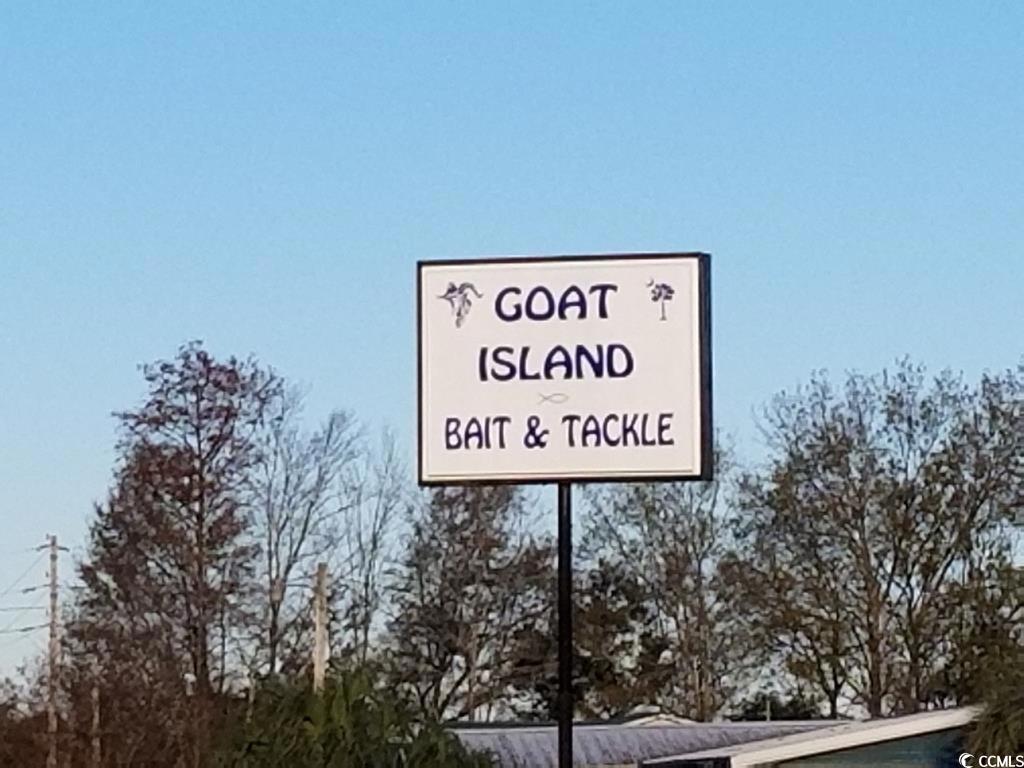 GOAT
ISLAND
BAIT & TACKLE
CCMLS